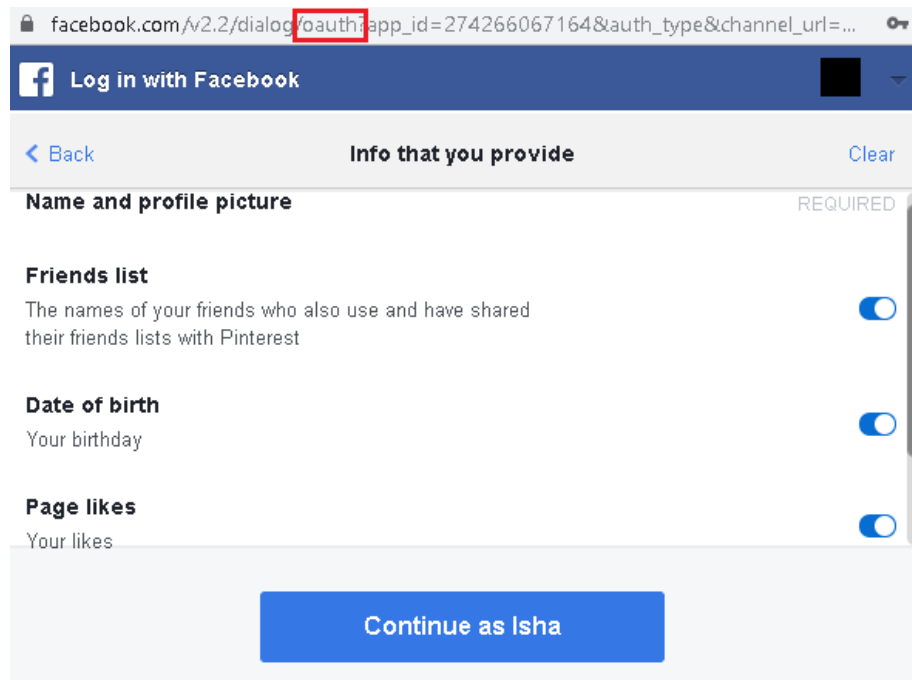 facebook.com/v2.2/dialog/oauth?app_id=274266067164&auth_type&channel_url=...
f Log in with Facebook
Back Info that you provide Clear
Name and profile picture REQUIRED
Friends list
The names of your friends who also use and have shared
their friends lists with Pinterest
Date of birth
Your birthday
Page likes
Your likes
Continue as Isha